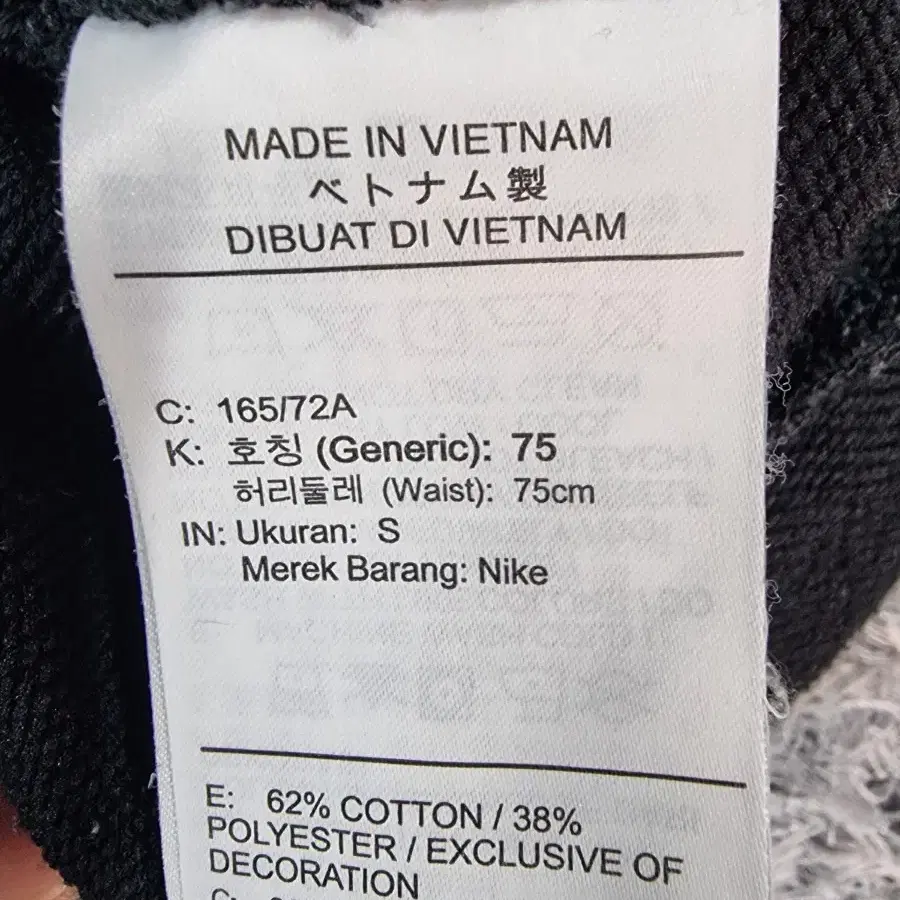 MADE IN VIETNAM
ベトナム製
DIBUAT DI VIETNAM
C: 165/72A
K: 호칭 (Generic): 75
허리둘레 (Waist): 75cm
IN: Ukuran: S
Merek Barang: Nike
E: 62% COTTON / 38%
POLYESTER / EXCLUSIVE OF
DECORATION